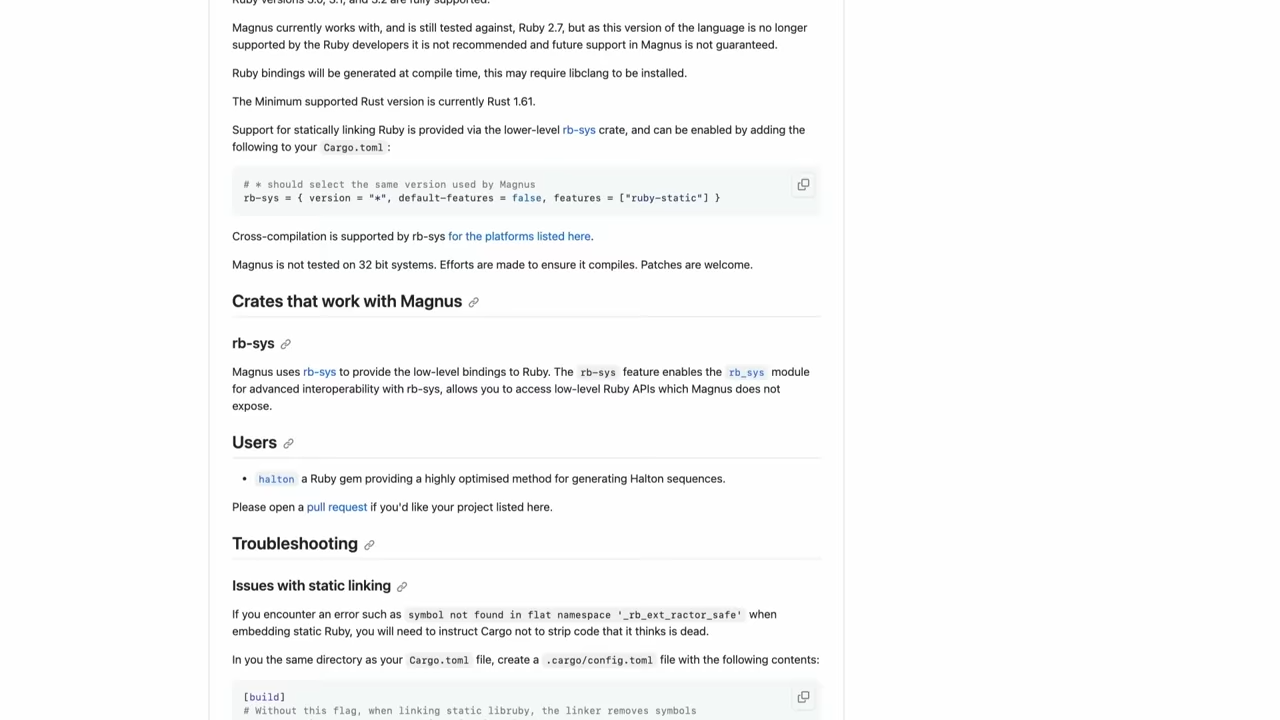 Ruby versions 3.0, 3.1, and 3.2 are fully supported.
Magnus currently works with, and is still tested against, Ruby 2.7, but as this version of the language is no longer
supported by the Ruby developers it is not recommended and future support in Magnus is not guaranteed.
Ruby bindings will be generated at compile time, this may require libclang to be installed.
The Minimum supported Rust version is currently Rust 1.61.
Support for statically linking Ruby is provided via the lower-level rb-sys crate, and can be enabled by adding the
following to your Cargo.toml :
# * should select the same version used by Magnus
rb-sys = { version = "*", default-features = false, features = ["ruby-static"] }
Cross-compilation is supported by rb-sys for the platforms listed here.
Magnus is not tested on 32 bit systems. Efforts are made to ensure it compiles. Patches are welcome.
Crates that work with Magnus
rb-sys
Magnus uses rb-sys to provide the low-level bindings to Ruby. The rb-sys feature enables the rb_sys module
for advanced interoperability with rb-sys, allows you to access low-level Ruby APIs which Magnus does not
expose.
Users
• halton a Ruby gem providing a highly optimised method for generating Halton sequences.
Please open a pull request if you'd like your project listed here.
Troubleshooting
Issues with static linking
If you encounter an error such as symbol not found in flat namespace '_rb_ext_ractor_safe' when
embedding static Ruby, you will need to instruct Cargo not to strip code that it thinks is dead.
In you the same directory as your Cargo.toml file, create a .cargo/config.toml file with the following contents:
[build]
# Without this flag, when linking static libruby, the linker removes symbols